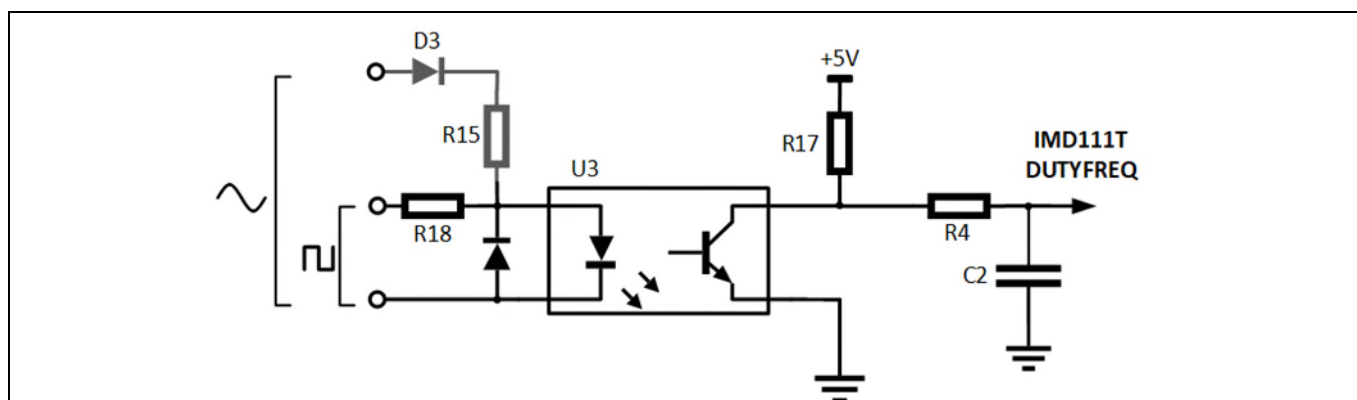 D3
+5V
R15
R17
IMD111T
DUTYFREQ
U3
R18
R4
C2